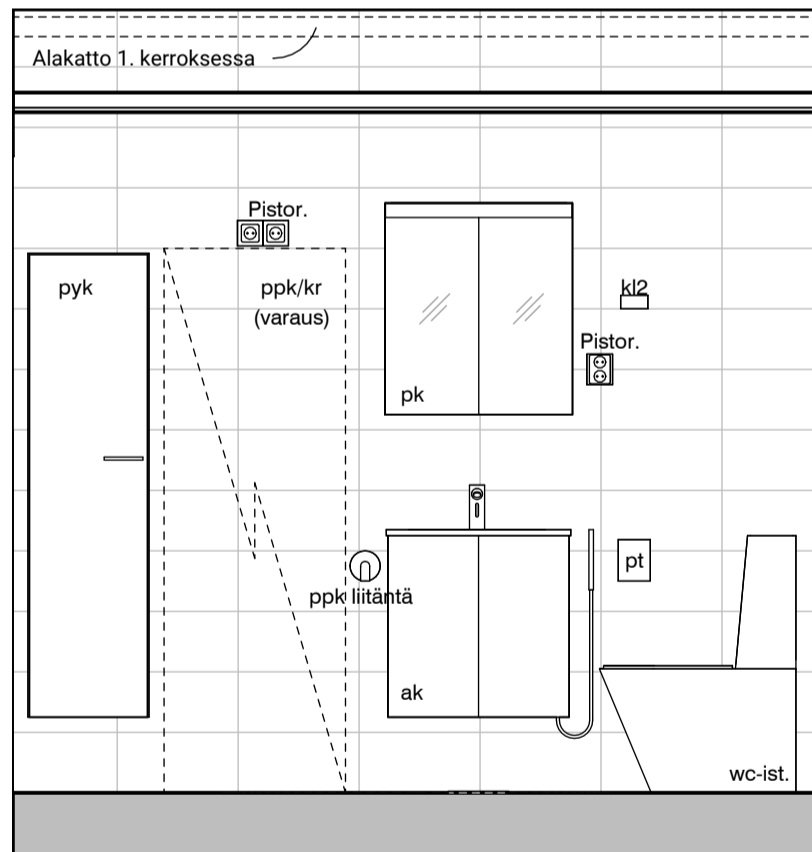 Alakatto 1. kerroksessa
Pistor.
pyk
ppk/kr
(varaus)
kl2
Pistor.
pk
pt
ppk liitäntä
ak
wc-ist.